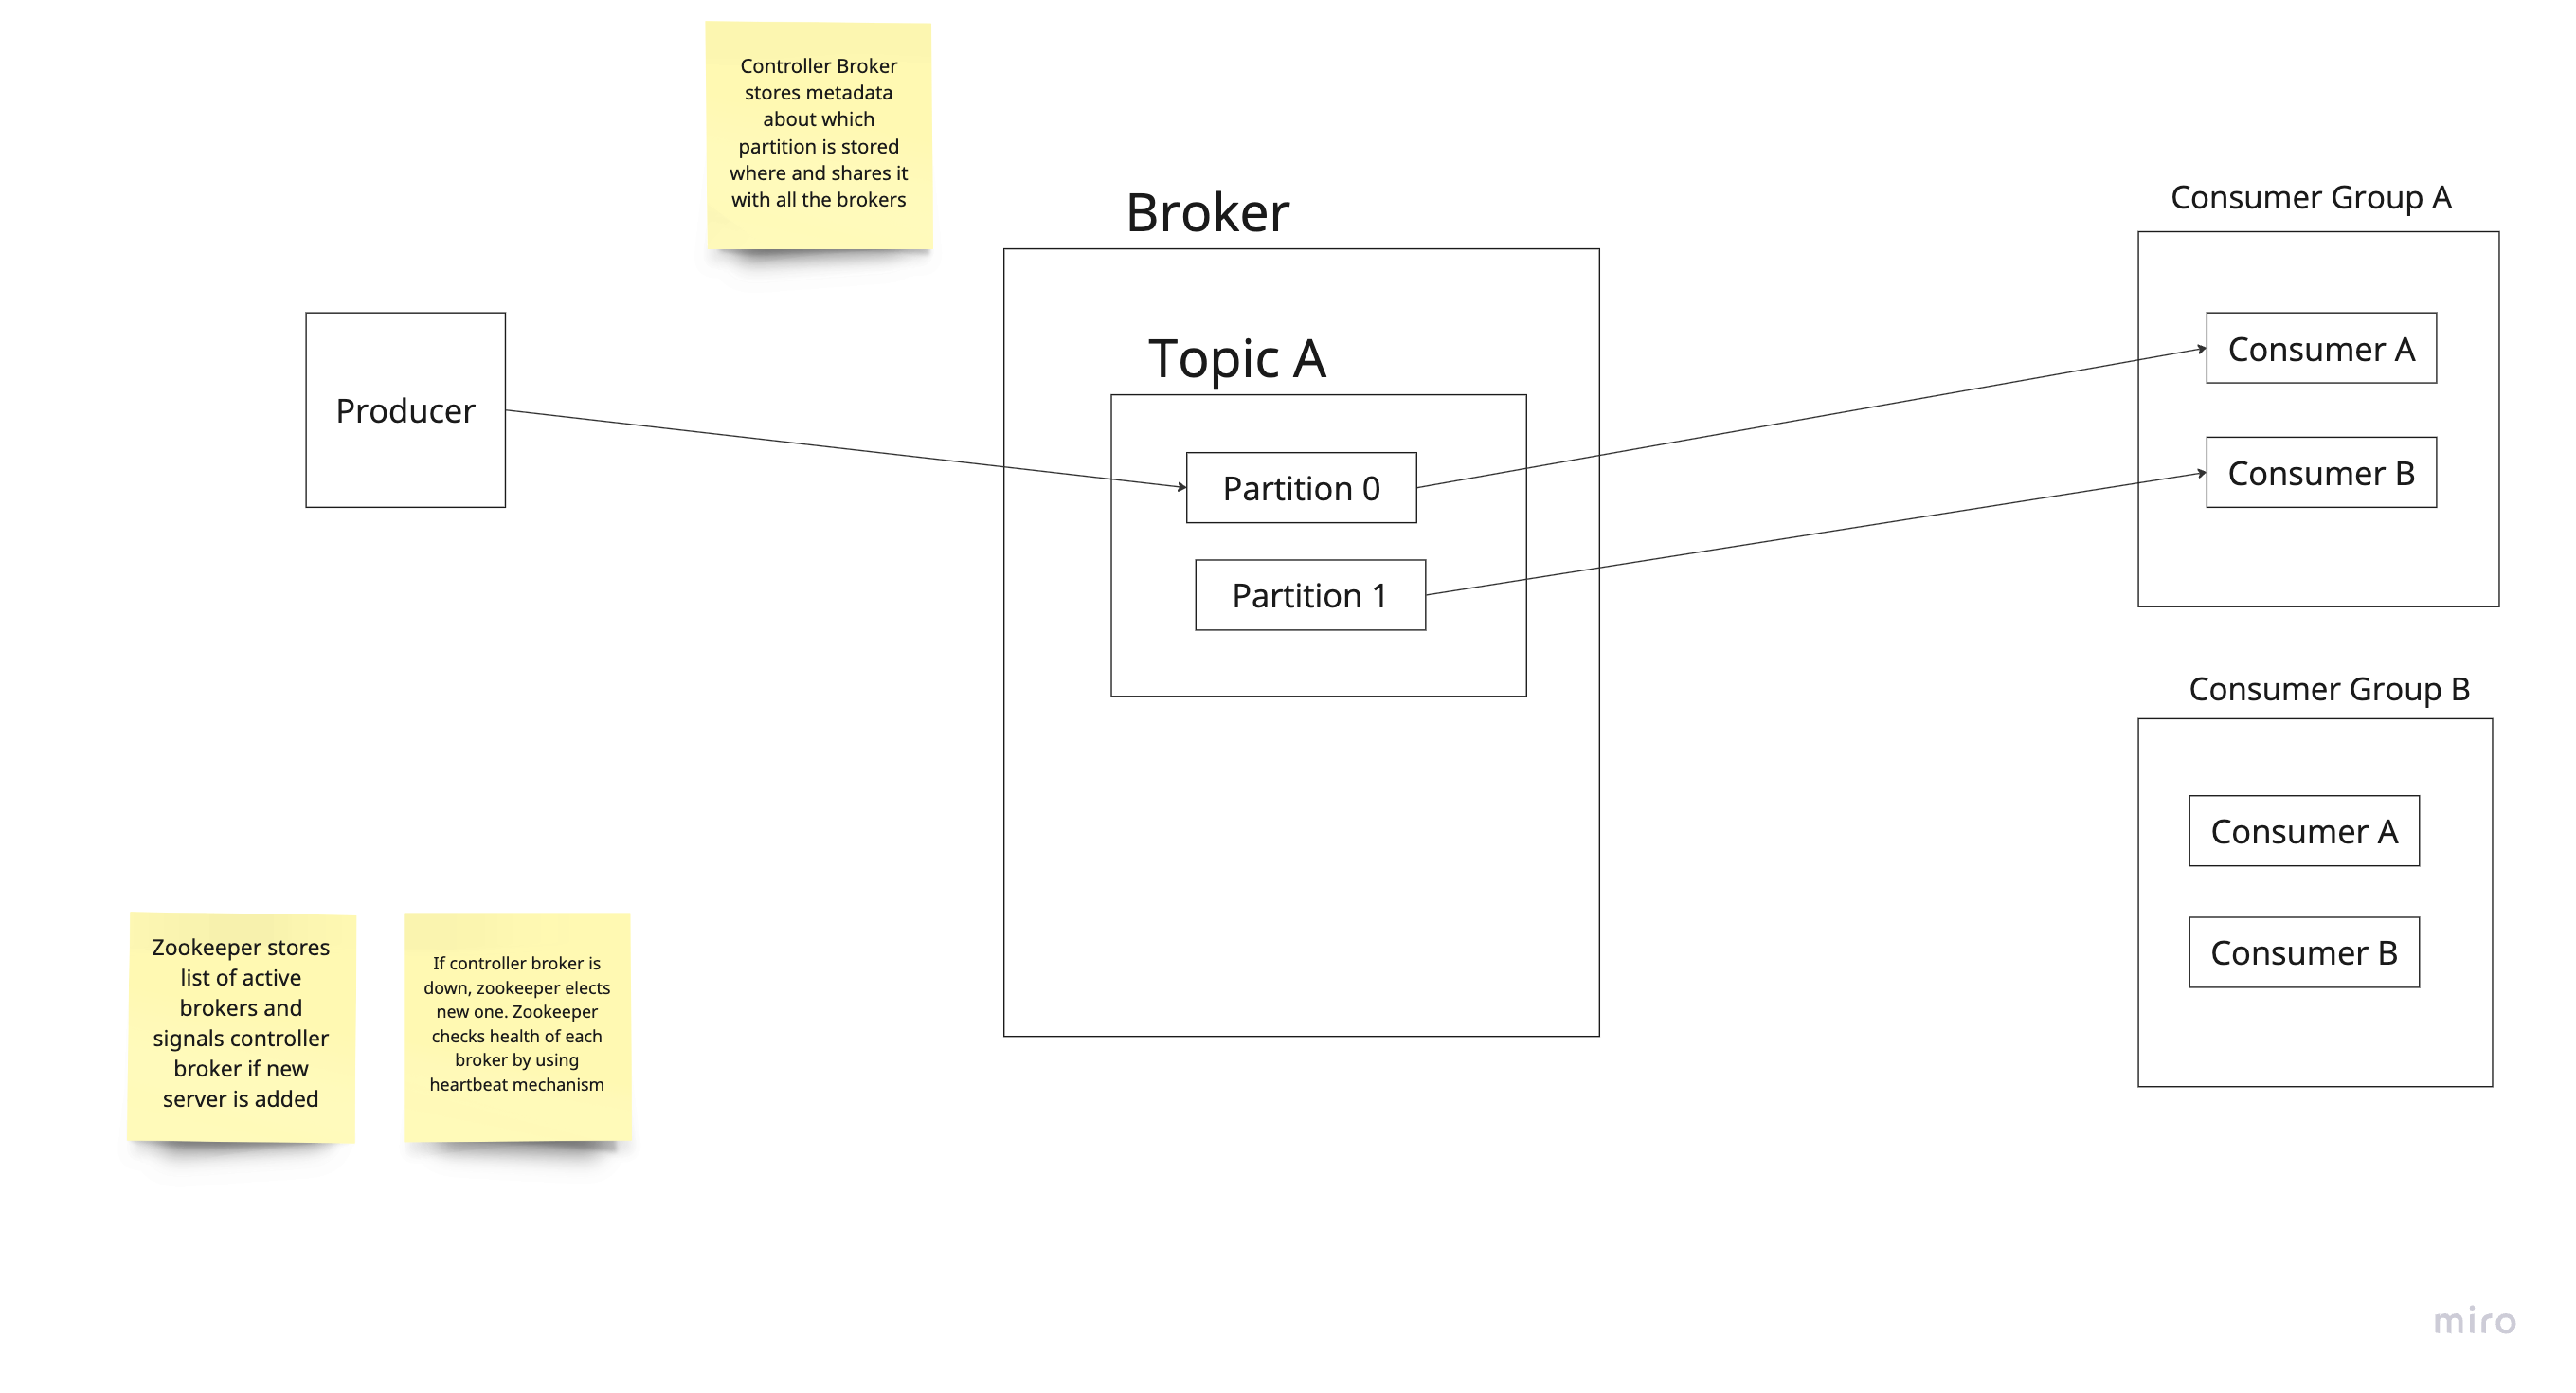 Controller Broker
stores metadata
about which
partition is stored
where and shares it
with all the brokers
Broker
Topic A
Producer
Partition 0
Partition 1
Consumer Group A
Consumer A
Consumer B
Consumer Group B
Consumer A
Consumer B
Zookeeper stores
list of active
brokers and
signals controller
broker if new
server is added
If controller broker is
down, zookeeper elects
new one. Zookeeper
checks health of each
broker by using
heartbeat mechanism
miro